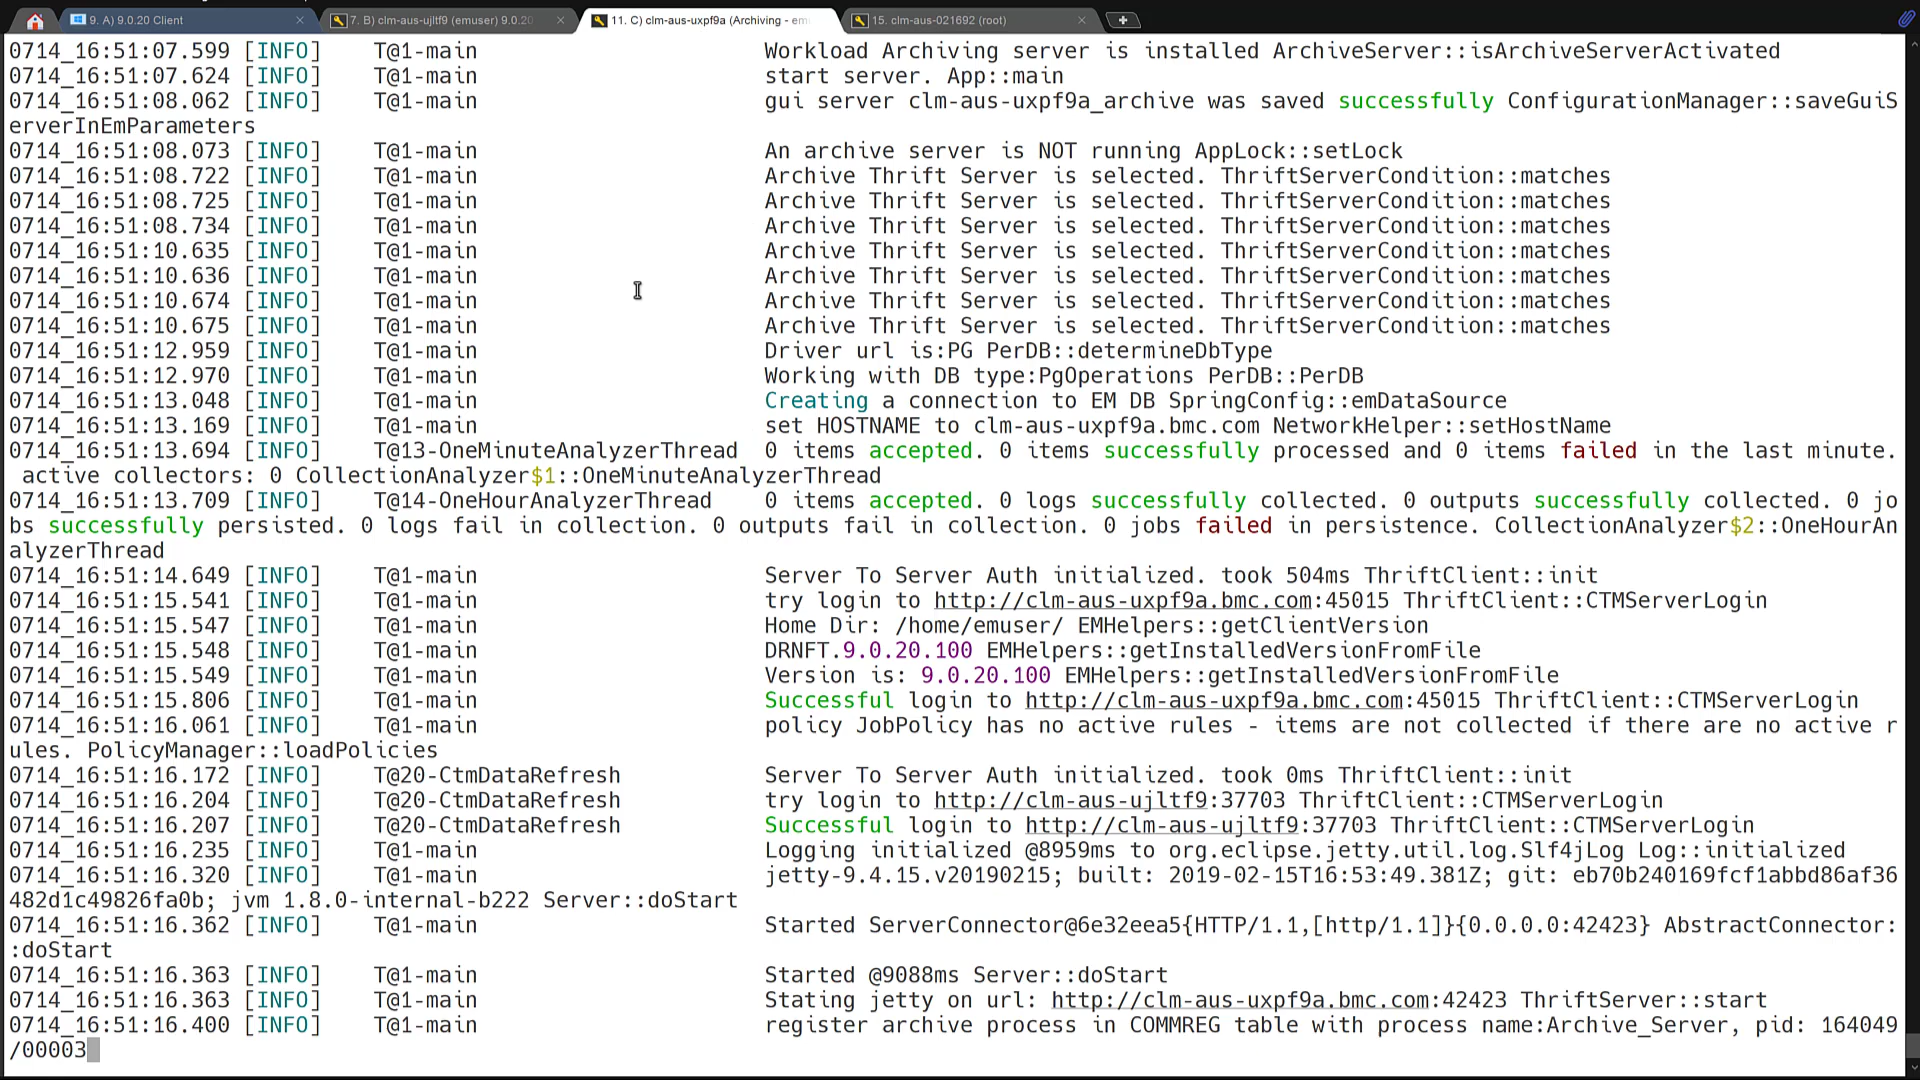 9. A) 9.0.20 Client
7. B) clm-aus-ujltf9 (emuser) 9.0.20
11. C) clm-aus-uxpf9a (Archiving - em
15. clm-aus-021692 (root)
0714_16:51:07.599 [INFO] T@1-main Workload Archiving server is installed ArchiveServer::isArchiveServerActivated
0714_16:51:07.624 [INFO] T@1-main start server. App::main
0714_16:51:08.062 [INFO] T@1-main gui server clm-aus-uxpf9a_archive was saved successfully ConfigurationManager::saveGuiS
erverInEmParameters
0714_16:51:08.073 [INFO] T@1-main An archive server is NOT running AppLock::setLock
0714_16:51:08.722 [INFO] T@1-main Archive Thrift Server is selected. ThriftServerCondition::matches
0714_16:51:08.725 [INFO] T@1-main Archive Thrift Server is selected. ThriftServerCondition::matches
0714_16:51:08.734 [INFO] T@1-main Archive Thrift Server is selected. ThriftServerCondition::matches
0714_16:51:10.635 [INFO] T@1-main Archive Thrift Server is selected. ThriftServerCondition::matches
0714_16:51:10.636 [INFO] T@1-main Archive Thrift Server is selected. ThriftServerCondition::matches
0714_16:51:10.674 [INFO] T@1-main Archive Thrift Server is selected. ThriftServerCondition::matches
0714_16:51:10.675 [INFO] T@1-main Archive Thrift Server is selected. ThriftServerCondition::matches
0714_16:51:12.959 [INFO] T@1-main Driver url is:PG PerDB::determineDbType
0714_16:51:12.970 [INFO] T@1-main Working with DB type:PgOperations PerDB::PerDB
0714_16:51:13.048 [INFO] T@1-main Creating a connection to EM DB SpringConfig::emDataSource
0714_16:51:13.169 [INFO] T@1-main set HOSTNAME to clm-aus-uxpf9a.bmc.com NetworkHelper::setHostName
0714_16:51:13.694 [INFO] T@13-OneMinuteAnalyzerThread 0 items accepted. 0 items successfully processed and 0 items failed in the last minute.
active collectors: 0 CollectionAnalyzer$1::OneMinuteAnalyzerThread
0714_16:51:13.709 [INFO] T@14-OneHourAnalyzerThread 0 items accepted. 0 logs successfully collected. 0 outputs successfully collected. 0 jo
bs successfully persisted. 0 logs fail in collection. 0 outputs fail in collection. 0 jobs failed in persistence. CollectionAnalyzer$2::OneHourAn
alyzerThread
0714_16:51:14.649 [INFO] T@1-main Server To Server Auth initialized. took 504ms ThriftClient::init
0714_16:51:15.541 [INFO] T@1-main try login to http://clm-aus-uxpf9a.bmc.com:45015 ThriftClient::CTMServerLogin
0714_16:51:15.547 [INFO] T@1-main Home Dir: /home/emuser/ EMHelpers::getClientVersion
0714_16:51:15.548 [INFO] T@1-main DRNFT.9.0.20.100 EMHelpers::getInstalledVersionFromFile
0714_16:51:15.549 [INFO] T@1-main Version is: 9.0.20.100 EMHelpers::getInstalledVersionFromFile
0714_16:51:15.806 [INFO] T@1-main Successful login to http://clm-aus-uxpf9a.bmc.com:45015 ThriftClient::CTMServerLogin
0714_16:51:16.061 [INFO] T@1-main policy JobPolicy has no active rules - items are not collected if there are no active r
ules. PolicyManager::loadPolicies
0714_16:51:16.172 [INFO] T@20-CtmDataRefresh Server To Server Auth initialized. took 0ms ThriftClient::init
0714_16:51:16.204 [INFO] T@20-CtmDataRefresh try login to http://clm-aus-ujltf9:37703 ThriftClient::CTMServerLogin
0714_16:51:16.207 [INFO] T@20-CtmDataRefresh Successful login to http://clm-aus-ujltf9:37703 ThriftClient::CTMServerLogin
0714_16:51:16.235 [INFO] T@1-main Logging initialized @8959ms to org.eclipse.jetty.util.log.Slf4jLog Log::initialized
0714_16:51:16.320 [INFO] T@1-main jetty-9.4.15.v20190215; built: 2019-02-15T16:53:49.381Z; git: eb70b240169fcf1abbd86af36
482d1c49826fa0b; jvm 1.8.0-internal-b222 Server::doStart
0714_16:51:16.362 [INFO] T@1-main Started ServerConnector@6e32eea5{HTTP/1.1,[http/1.1]}{0.0.0.0:42423} AbstractConnector:
:doStart
0714_16:51:16.363 [INFO] T@1-main Started @9088ms Server::doStart
0714_16:51:16.363 [INFO] T@1-main Stating jetty on url: http://clm-aus-uxpf9a.bmc.com:42423 ThriftServer::start
0714_16:51:16.400 [INFO] T@1-main register archive process in COMMREG table with process name:Archive_Server, pid: 164049
/00003